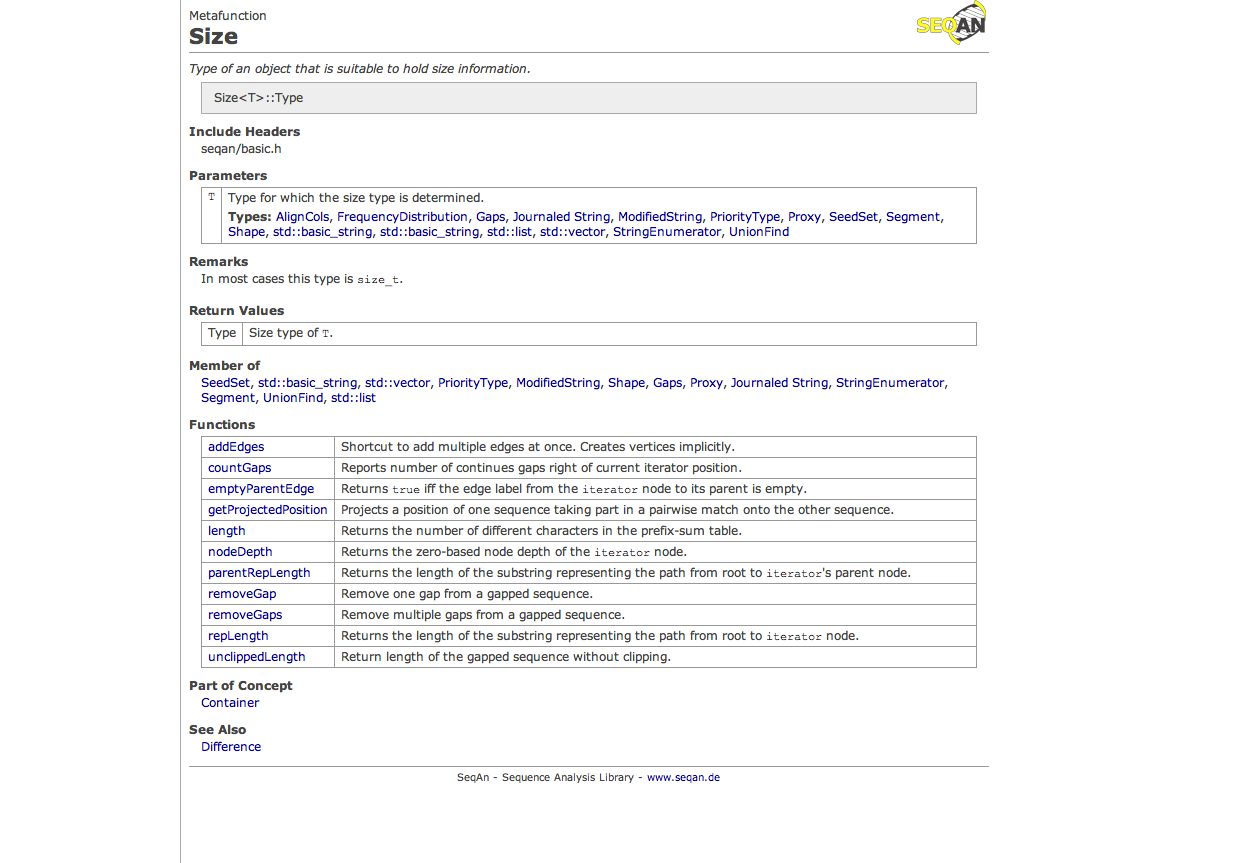 Metafunction
SEQAN
Size
Type of an object that is suitable to hold size information.
Size<T>::Type
Include Headers
seqan/basic.h
Parameters
T Type for which the size type is determined.
Types: AlignCols, FrequencyDistribution, Gaps, Journaled String, ModifiedString, PriorityType, Proxy, SeedSet, Segment,
Shape, std::basic_string, std::basic_string, std::list, std::vector, StringEnumerator, UnionFind
Remarks
In most cases this type is size_t.
Return Values
Type Size type of T.
Member of
SeedSet, std::basic_string, std::vector, PriorityType, ModifiedString, Shape, Gaps, Proxy, Journaled String, StringEnumerator,
Segment, UnionFind, std::list
Functions
addEdges Shortcut to add multiple edges at once. Creates vertices implicitly.
countGaps Reports number of continues gaps right of current iterator position.
emptyParentEdge Returns true iff the edge label from the iterator node to its parent is empty.
getProjectedPosition Projects a position of one sequence taking part in a pairwise match onto the other sequence.
length Returns the number of different characters in the prefix-sum table.
nodeDepth Returns the zero-based node depth of the iterator node.
parentRepLength Returns the length of the substring representing the path from root to iterator's parent node.
removeGap Remove one gap from a gapped sequence.
removeGaps Remove multiple gaps from a gapped sequence.
repLength Returns the length of the substring representing the path from root to iterator node.
unclippedLength Return length of the gapped sequence without clipping.
Part of Concept
Container
See Also
Difference
SeqAn - Sequence Analysis Library - www.seqan.de